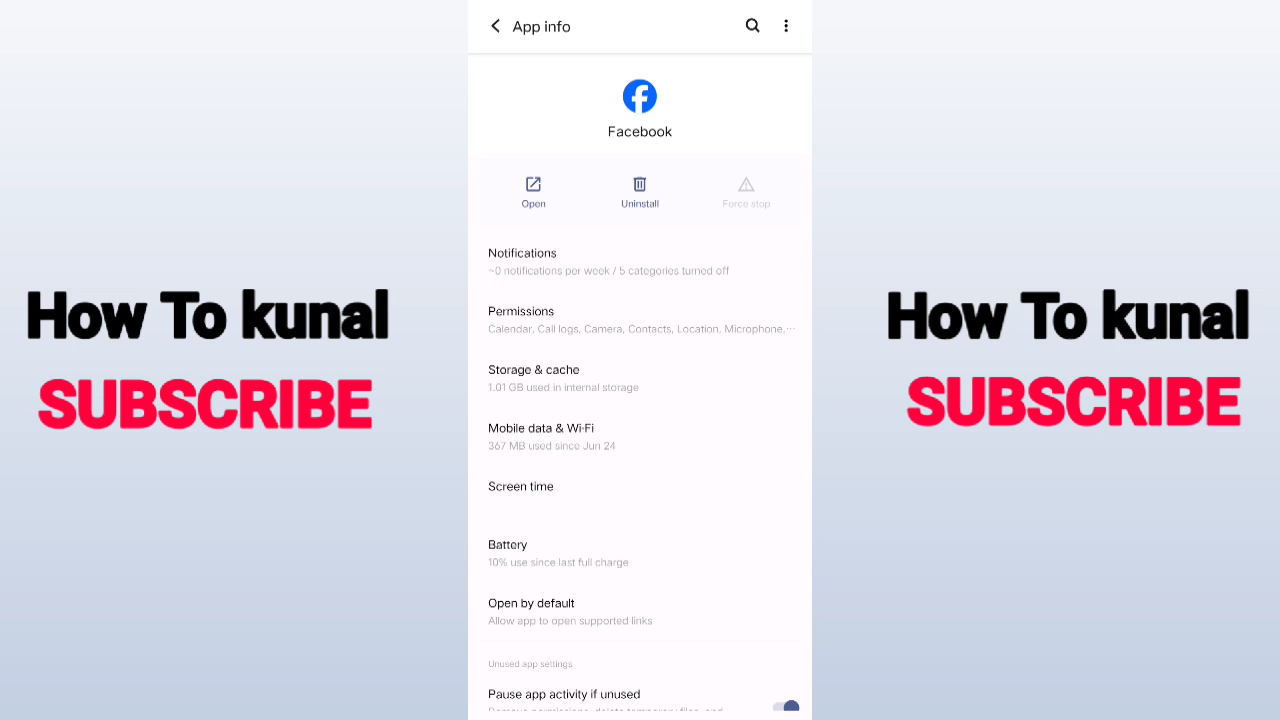 App info
Facebook
Open
Uninstall
Force stop
Notifications
~0 notifications per week / 5 categories turned off
Permissions
Calendar, Call logs, Camera, Contacts, Location, Microphone,...
Storage & cache
1.01 GB used in internal storage
Mobile data & Wi-Fi
367 MB used since Jun 24
Screen time
Battery
10% use since last full charge
Open by default
Allow app to open supported links
Unused app settings
Pause app activity if unused
How To kunal
SUBSCRIBE
How To kunal
SUBSCRIBE